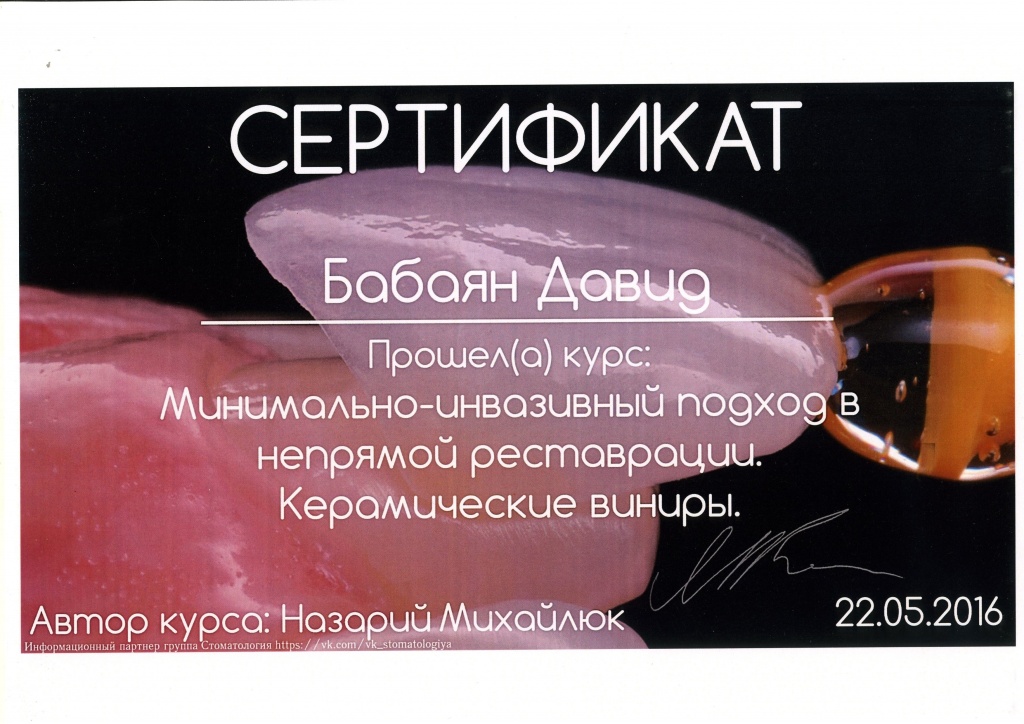 СЕРТИФИКАТ
Бабаян Давид
Прошел(а) курс:
Минимально-инвазивный подход в
непрямой реставрации.
Керамические виниры.
Автор курса: Назарий Михайлюк
22.05.2016
Информационный партнер группа Стоматология https://vk.com/vk_stomatologiya